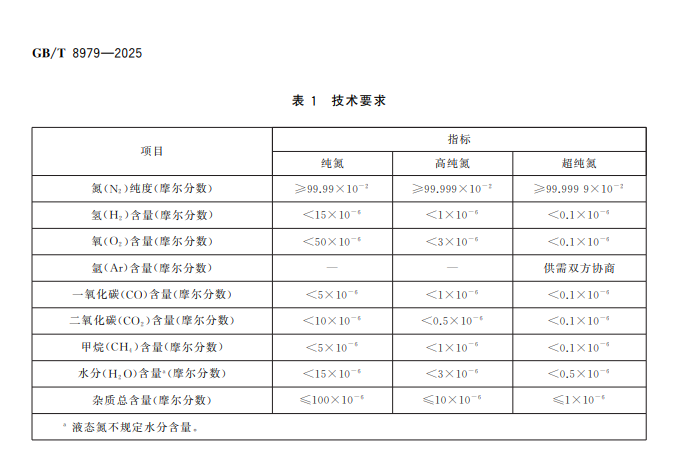 GB/T 8979—2025
表 1 技术要求
项目 指标
纯氮 高纯氮 超纯氮
氮(N₂)纯度(摩尔分数) ≥99.99×10⁻² ≥99.999×10⁻² ≥99.999 9×10⁻²
氢(H₂)含量(摩尔分数) <15×10⁻⁶ <1×10⁻⁶ <0.1×10⁻⁶
氧(O₂)含量(摩尔分数) <50×10⁻⁶ <3×10⁻⁶ <0.1×10⁻⁶
氩(Ar)含量(摩尔分数) — — 供需双方协商
一氧化碳(CO)含量(摩尔分数) <5×10⁻⁶ <1×10⁻⁶ <0.1×10⁻⁶
二氧化碳(CO₂)含量(摩尔分数) <10×10⁻⁶ <0.5×10⁻⁶ <0.1×10⁻⁶
甲烷(CH₄)含量(摩尔分数) <5×10⁻⁶ <1×10⁻⁶ <0.1×10⁻⁶
水分(H₂O)含量ᵃ(摩尔分数) <15×10⁻⁶ <3×10⁻⁶ <0.5×10⁻⁶
杂质总含量(摩尔分数) ≤100×10⁻⁶ ≤10×10⁻⁶ ≤1×10⁻⁶
ᵃ 液态氮不规定水分含量。